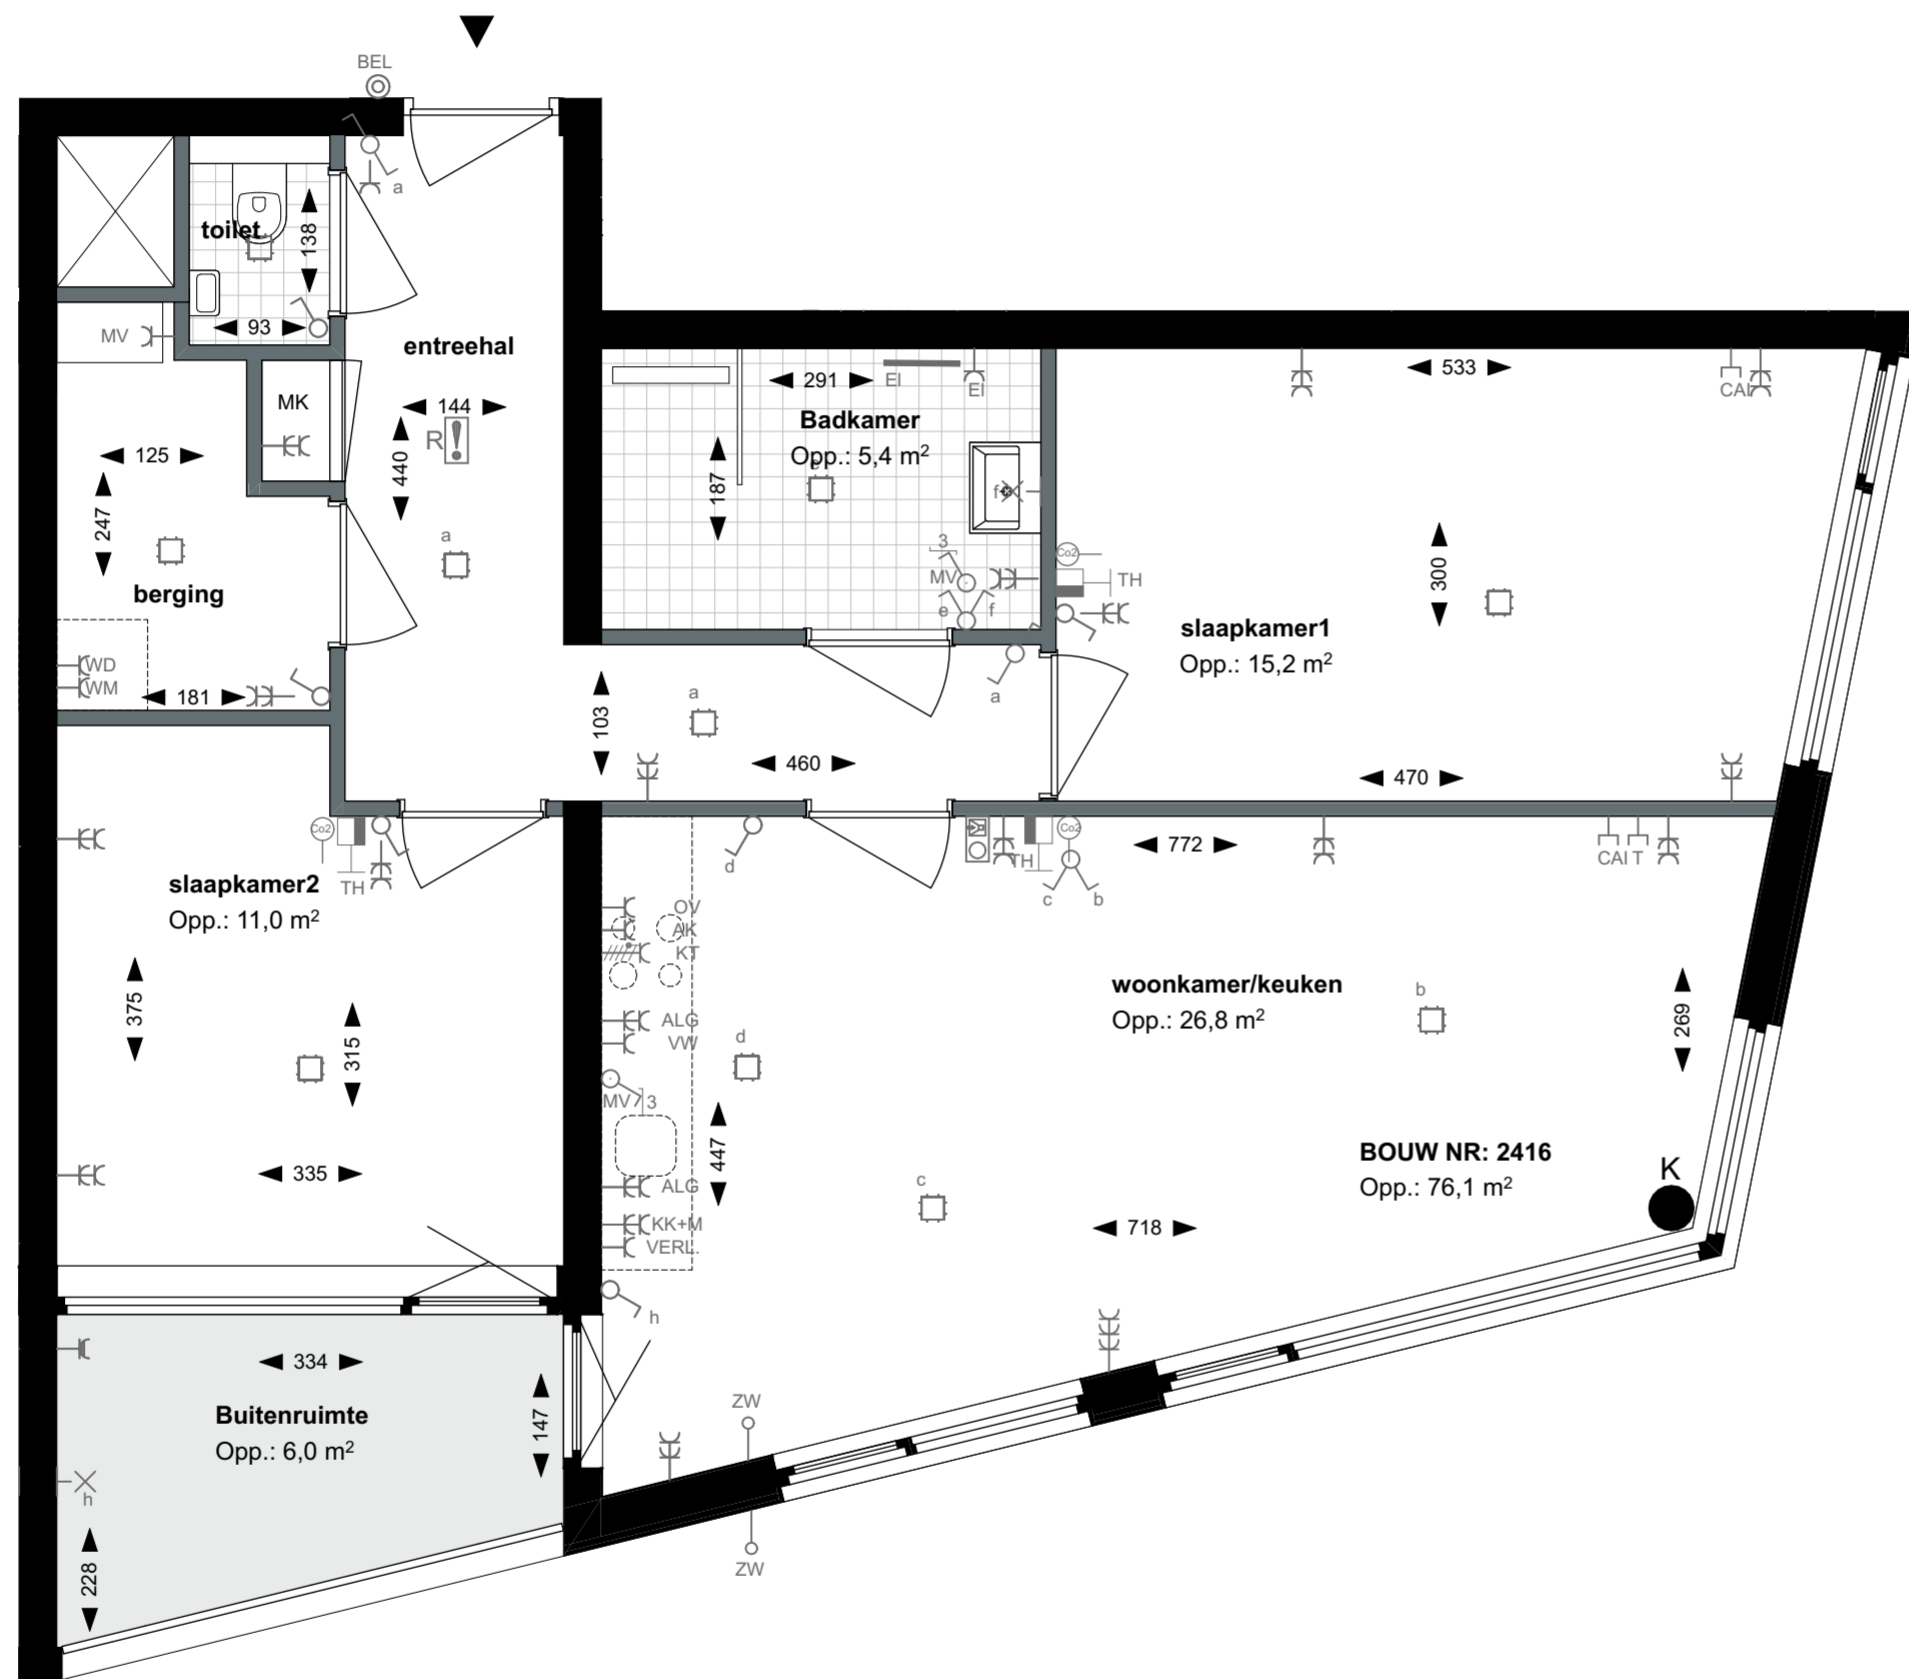 BEL
a
toilet
138
93
MV
entreehal
MK
144
R
440
125
247
berging
a
WD
WM
181
291
EI
EI
Badkamer
Opp.: 5,4 m²
187
f
3
MV
e
f
533
CAI
300
Co2
TH
slaapkamer1
Opp.: 15,2 m²
a
a
103
460
470
Co2
TH
slaapkamer2
Opp.: 11,0 m²
375
315
335
d
TH
Co2
c
b
772
CAI
T
OV
AK
KT
ALG
VW
d
MV
3
447
ALG
KK+M
VERL.
h
woonkamer/keuken
Opp.: 26,8 m²
b
269
c
BOUW NR: 2416
Opp.: 76,1 m²
K
718
334
Buitenruimte
Opp.: 6,0 m²
147
h
228
ZW
ZW